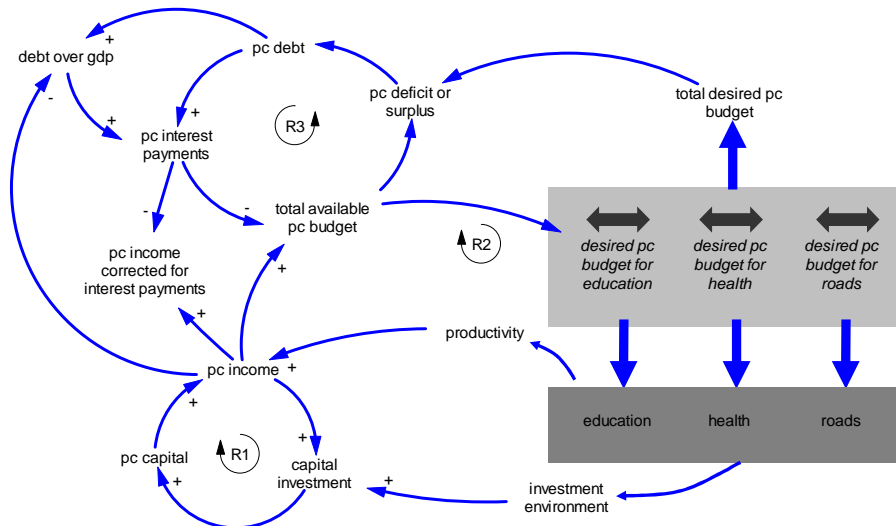 debt over gdp
+
-
+
pc debt
+
pc interest
payments
R3
pc deficit or
surplus
total desired pc
budget
-
-
total available
pc budget
R2
desired pc
budget for
education
desired pc
budget for
health
desired pc
budget for
roads
pc income
corrected for
interest payments
+
+
productivity
pc income
+
+
R1
+
pc capital
+
capital
investment
+
investment
environment
education
health
roads